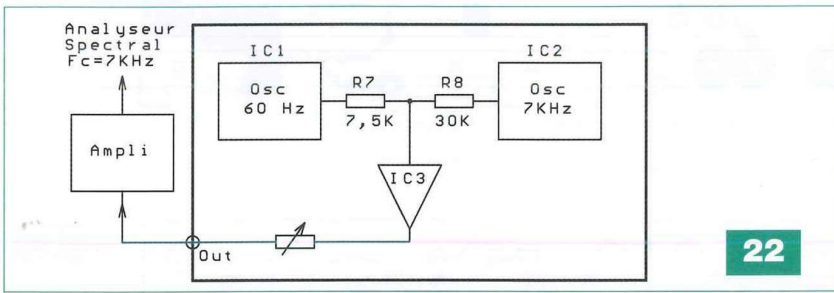 Analyseur
Spectral
Fc=7KHz
Ampli
IC1
Osc
60 Hz
R7
7,5K
R8
30K
IC2
Osc
7KHz
IC3
Out
22